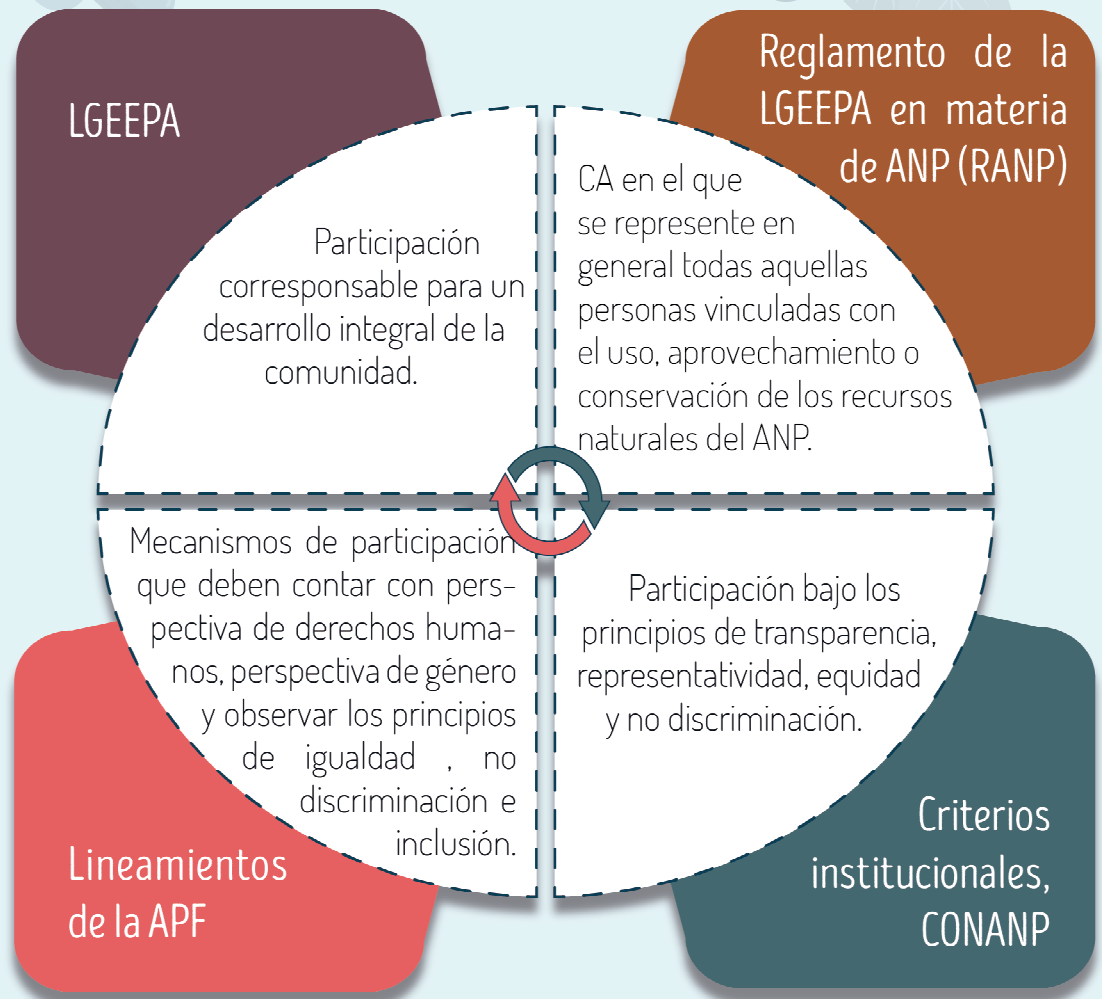 LGEEPA
Participación
corresponsable para un
desarrollo integral de la
comunidad.
Reglamento de la
LGEEPA en materia
de ANP (RANP)
CA en el que
se represente en
general todas aquellas
personas vinculadas con
el uso, aprovechamiento o
conservación de los recursos
naturales del ANP.
Mecanismos de participación
que deben contar con pers-
pectiva de derechos huma-
nos, perspectiva de género
y observar los principios
de igualdad , no
discriminación e
inclusión.
Lineamientos
de la APF
Participación bajo los
principios de transparencia,
representatividad, equidad
y no discriminación.
Criterios
institucionales,
CONANP